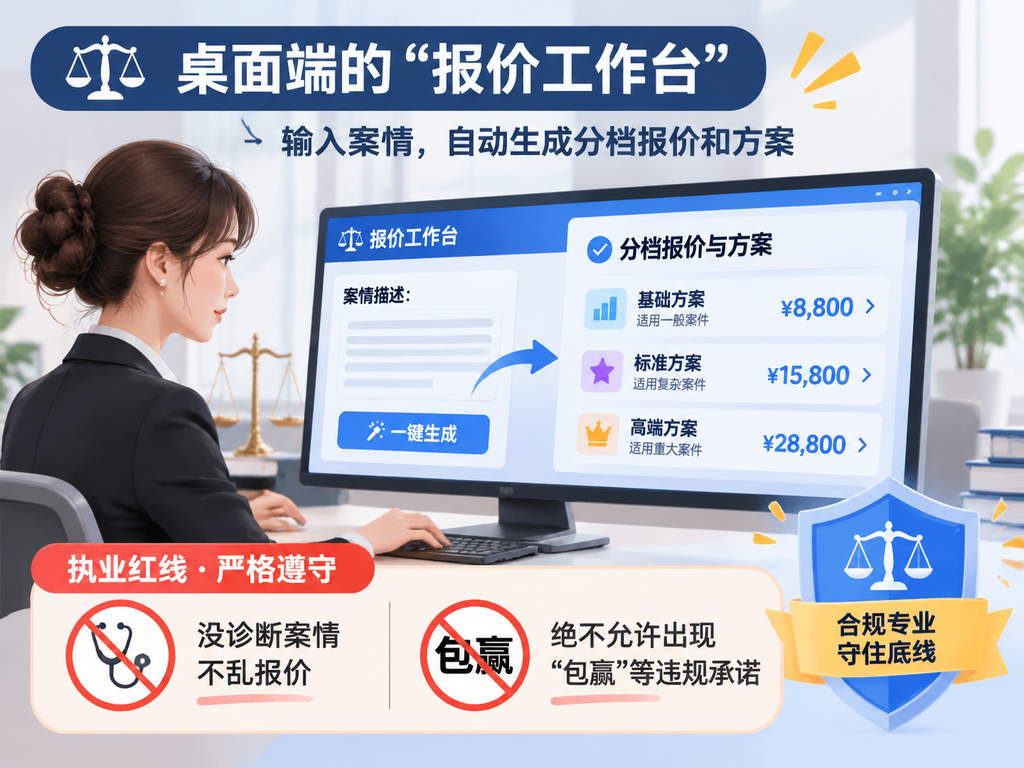 桌面端的“报价工作台”
输入案情，自动生成分档报价和方案
报价工作台
案情描述：
一键生成
分档报价与方案
基础方案
适用一般案件
¥8,800
标准方案
适用复杂案件
¥15,800
高端方案
适用重大案件
¥28,800
执业红线·严格遵守
没诊断案情
不乱报价
包赢
绝不允许出现
“包赢”等违规承诺
合规专业
守住底线